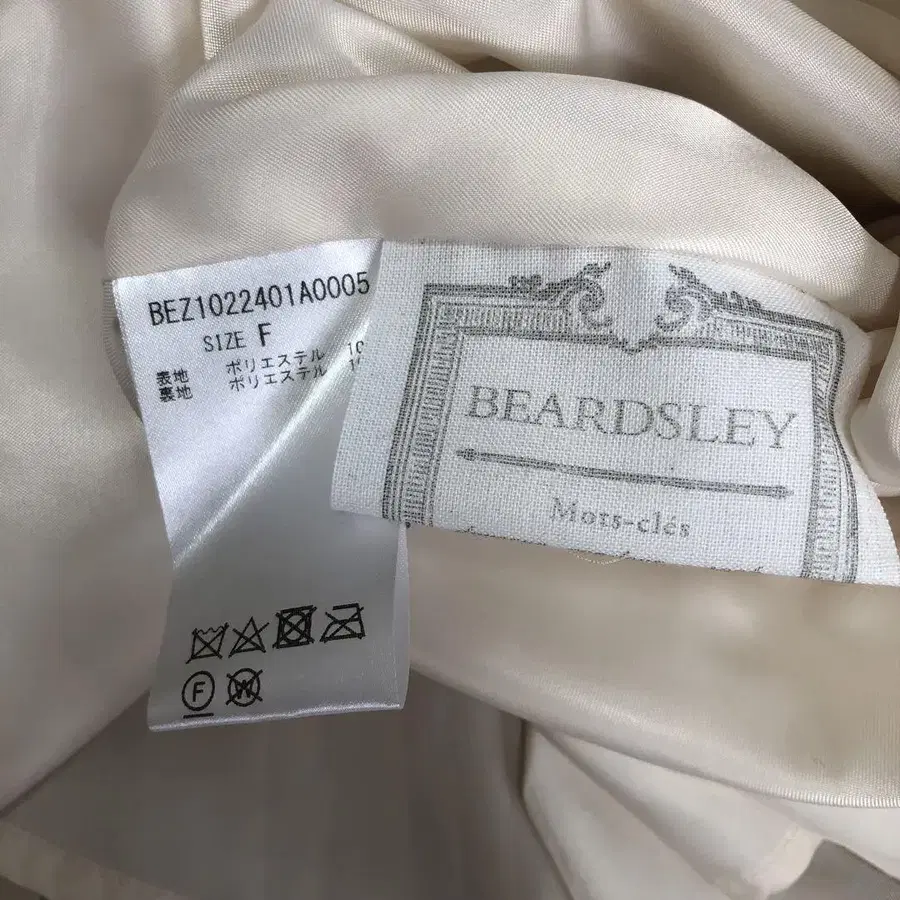 BEZ1022401A0005
SIZE F
表地 ポリエステル
裏地 ポリエステル
F
W
BEARDSLEY
Mots-clés